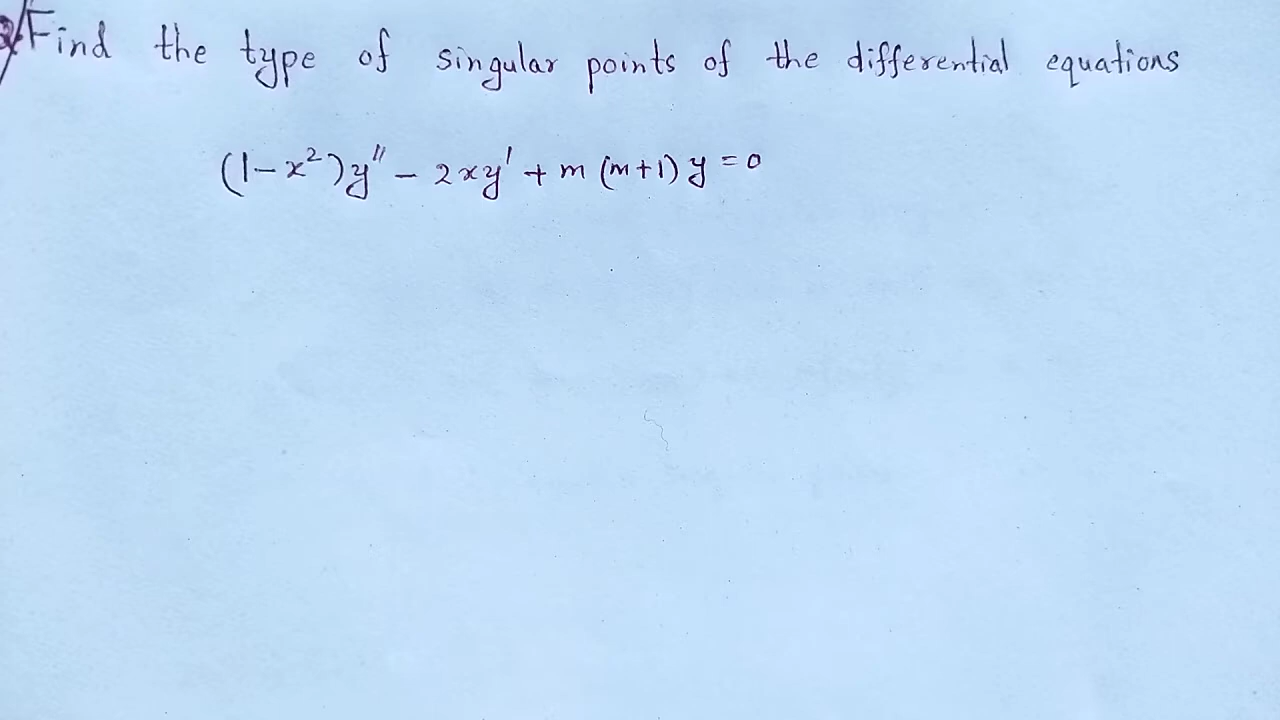 Find the type of singular points of the differential equations
(1-x²)y'' - 2xy' + m(m+1)y = 0